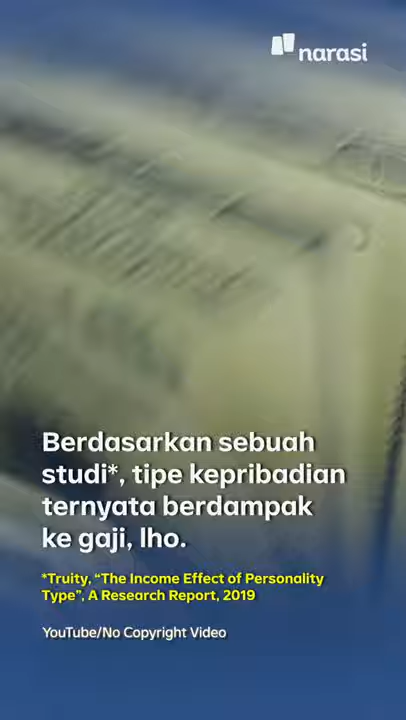 narasi
Berdasarkan sebuah
studi*, tipe kepribadian
ternyata berdampak
ke gaji, lho.
*Truity, “The Income Effect of Personality
Type”, A Research Report, 2019
YouTube/No Copyright Video